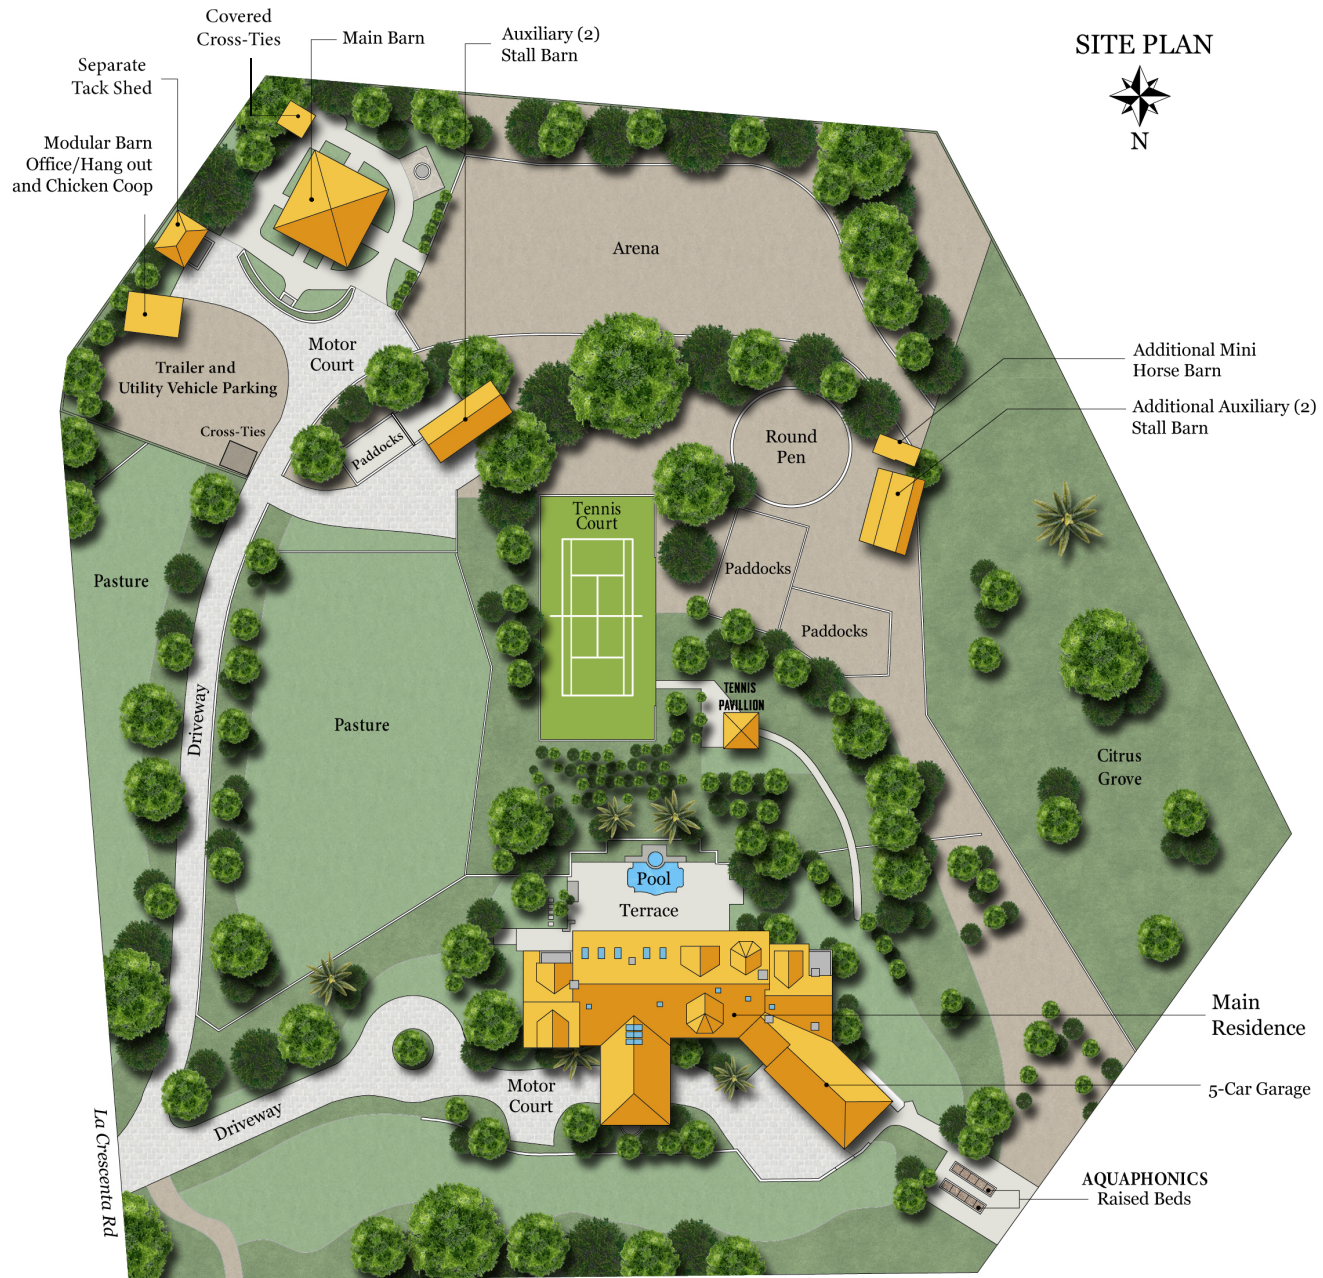 Covered
Cross-Ties
Main Barn
Auxiliary (2)
Stall Barn
SITE PLAN
N
Separate
Tack Shed
Modular Barn
Office/Hang out
and Chicken Coop
Arena
Motor
Court
Trailer and
Utility Vehicle Parking
Cross-Ties
Paddocks
Additional Mini
Horse Barn
Additional Auxiliary (2)
Stall Barn
Round
Pen
Tennis
Court
Paddocks
Paddocks
Pasture
Driveway
Pasture
TENNIS
PAVILLION
Citrus
Grove
Pool
Terrace
Main
Residence
Motor
Court
5-Car Garage
Driveway
La Crescenta Rd
AQUAPHONICS
Raised Beds